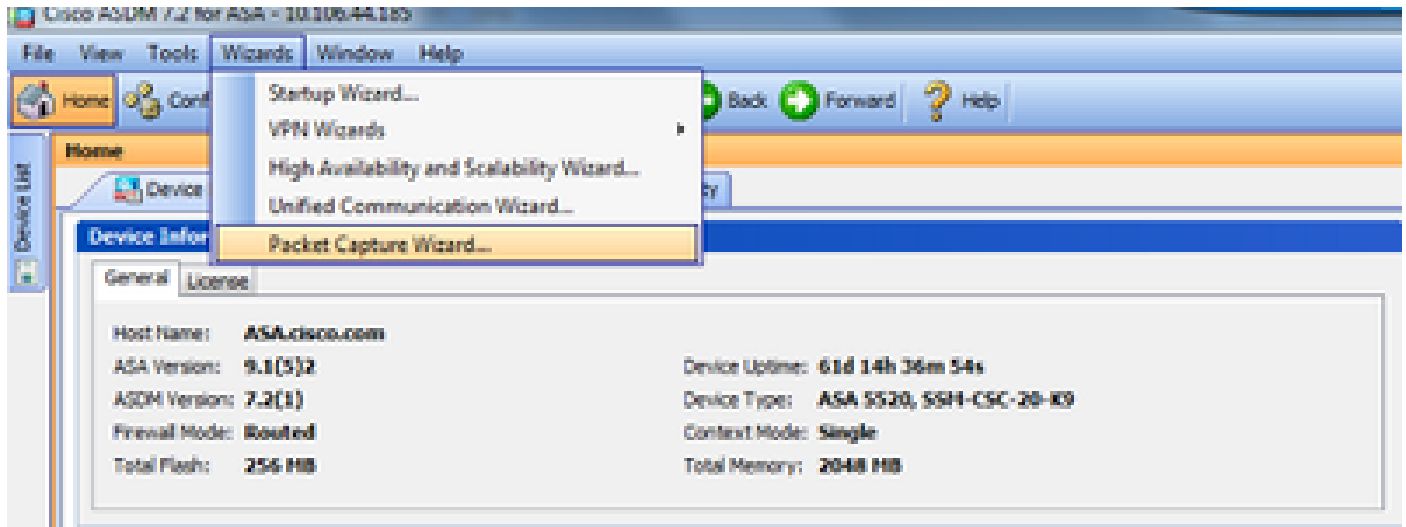 Cisco ASDM 7.2 for ASA - 10.106.44.185
File View Tools Wizards Window Help
Home Conf Back Forward Help
Startup Wizard...
VPN Wizards
High Availability and Scalability Wizard...
Unified Communication Wizard...
Packet Capture Wizard...
Device List
Home
Device ty
Device Infor
General License
Host Name: ASA.cisco.com
ASA Version: 9.1(3)2 Device Uptime: 61d 14h 36m 54s
ASDM Version: 7.2(1) Device Type: ASA 5520, SSM-CSC-20-K9
Firewall Mode: Routed Context Mode: Single
Total Flash: 256 MB Total Memory: 2048 MB